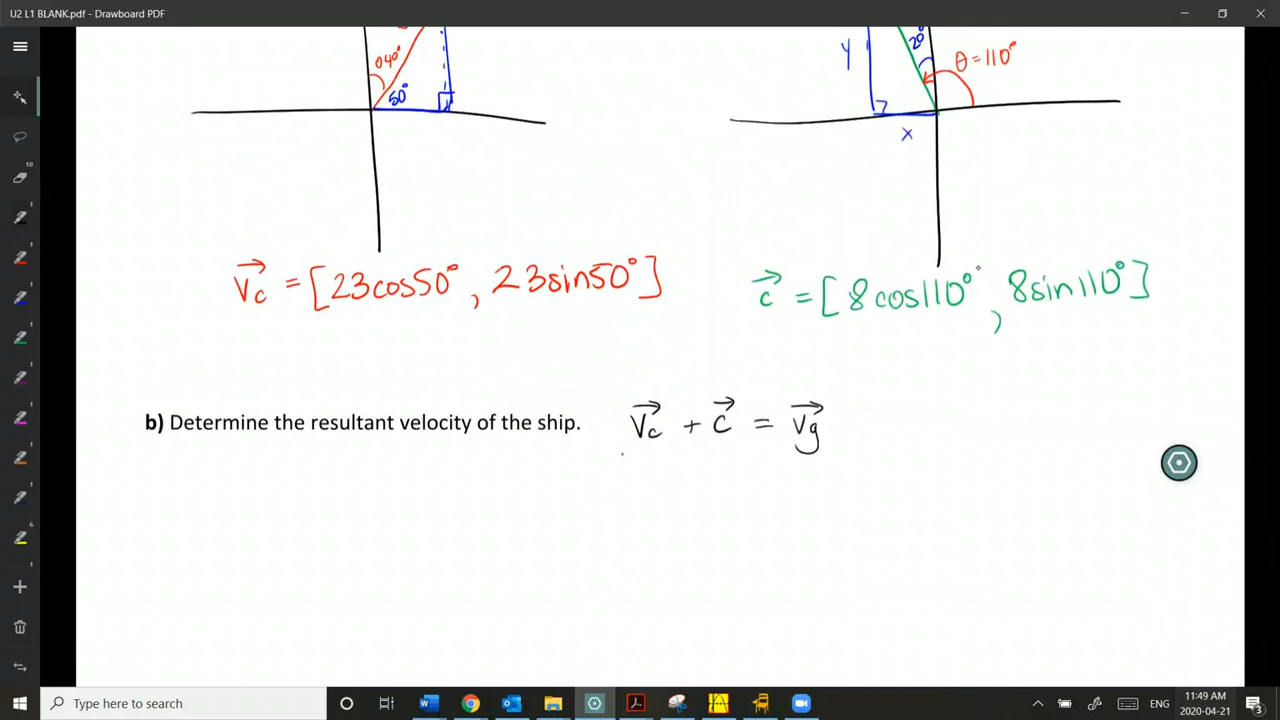 U2 L1 BLANK.pdf - Drawboard PDF
040°
50°
y
20°
θ = 110°
x
v⃗c = [23cos50°, 23sin50°]
c⃗ = [8cos110°, 8sin110°]
b) Determine the resultant velocity of the ship. v⃗c + c⃗ = v⃗g
Type here to search
ENG
11:49 AM
2020-04-21
3